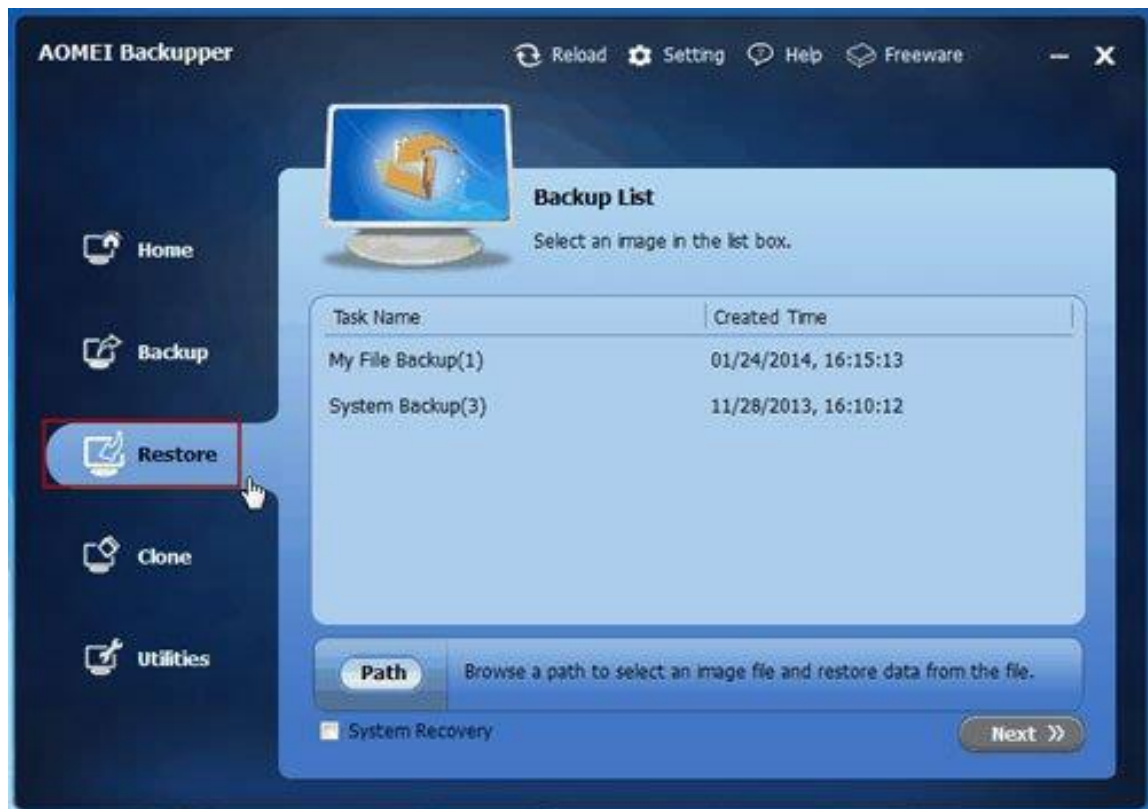 AOMEI Backupper
Reload Setting Help Freeware
Backup List
Select an image in the list box.
Home
Backup
Restore
Clone
Utilities
Task Name Created Time
My File Backup(1) 01/24/2014, 16:15:13
System Backup(3) 11/28/2013, 16:10:12
Path Browse a path to select an image file and restore data from the file.
System Recovery
Next